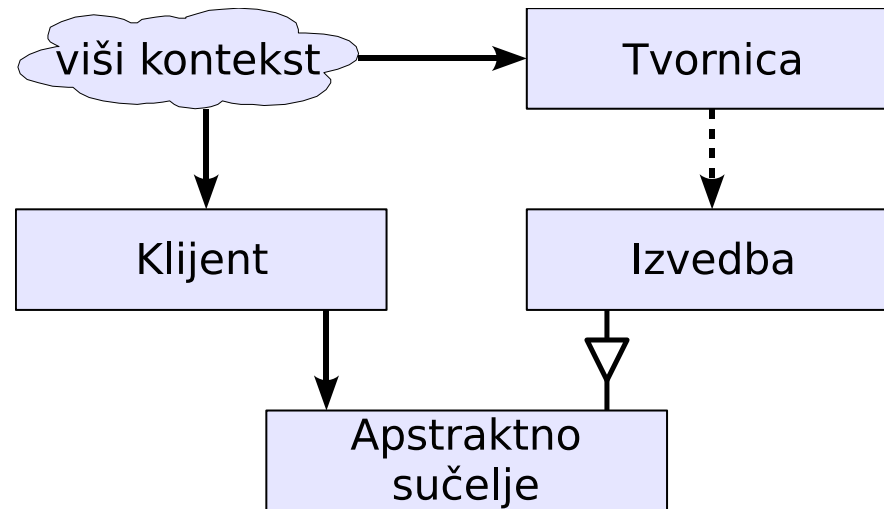 viši kontekst
Tvornica
Klijent
Izvedba
Apstraktno
sučelje